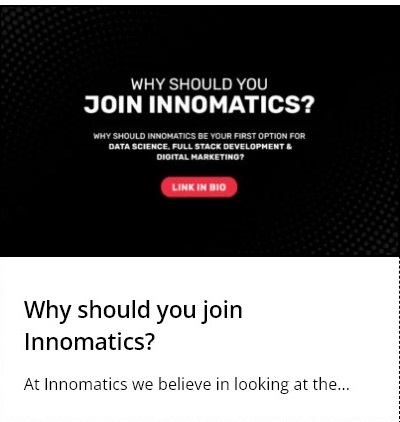 WHY SHOULD YOU
JOIN INNOMATICS?
WHY SHOULD INNOMATICS BE YOUR FIRST OPTION FOR
DATA SCIENCE, FULL STACK DEVELOPMENT &
DIGITAL MARKETING?
LINK IN BIO
Why should you join
Innomatics?
At Innomatics we believe in looking at the...